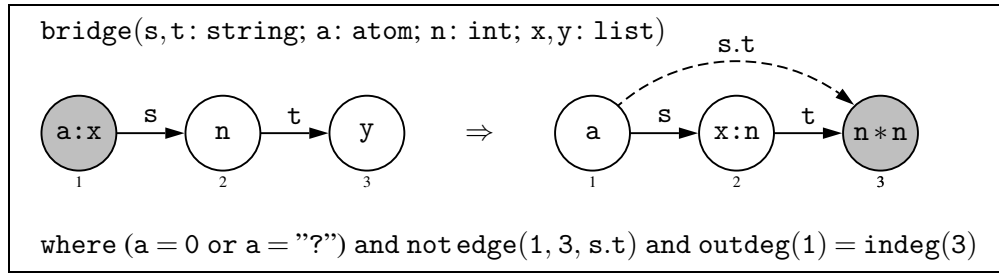 bridge(s,t: string; a: atom; n: int; x,y: list)
s.t
a:x s n t y ⇒ a s x:n t n∗n
1 2 3 1 2 3
where (a = 0 or a = ”?”) and not edge(1, 3, s.t) and outdeg(1) = indeg(3)